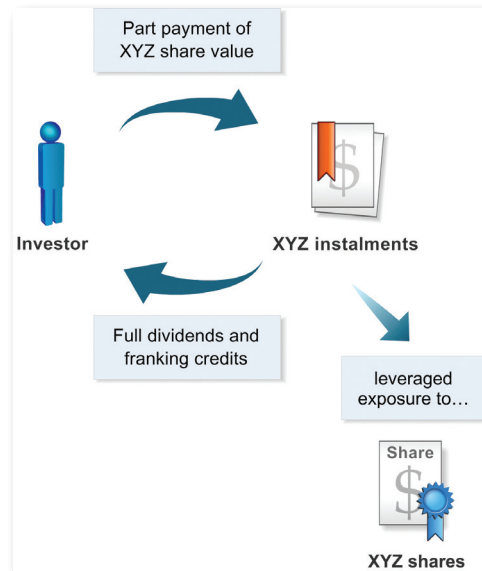 Part payment of
XYZ share value
Investor
XYZ instalments
$
Full dividends and
franking credits
leveraged
exposure to…
Share
$
XYZ shares